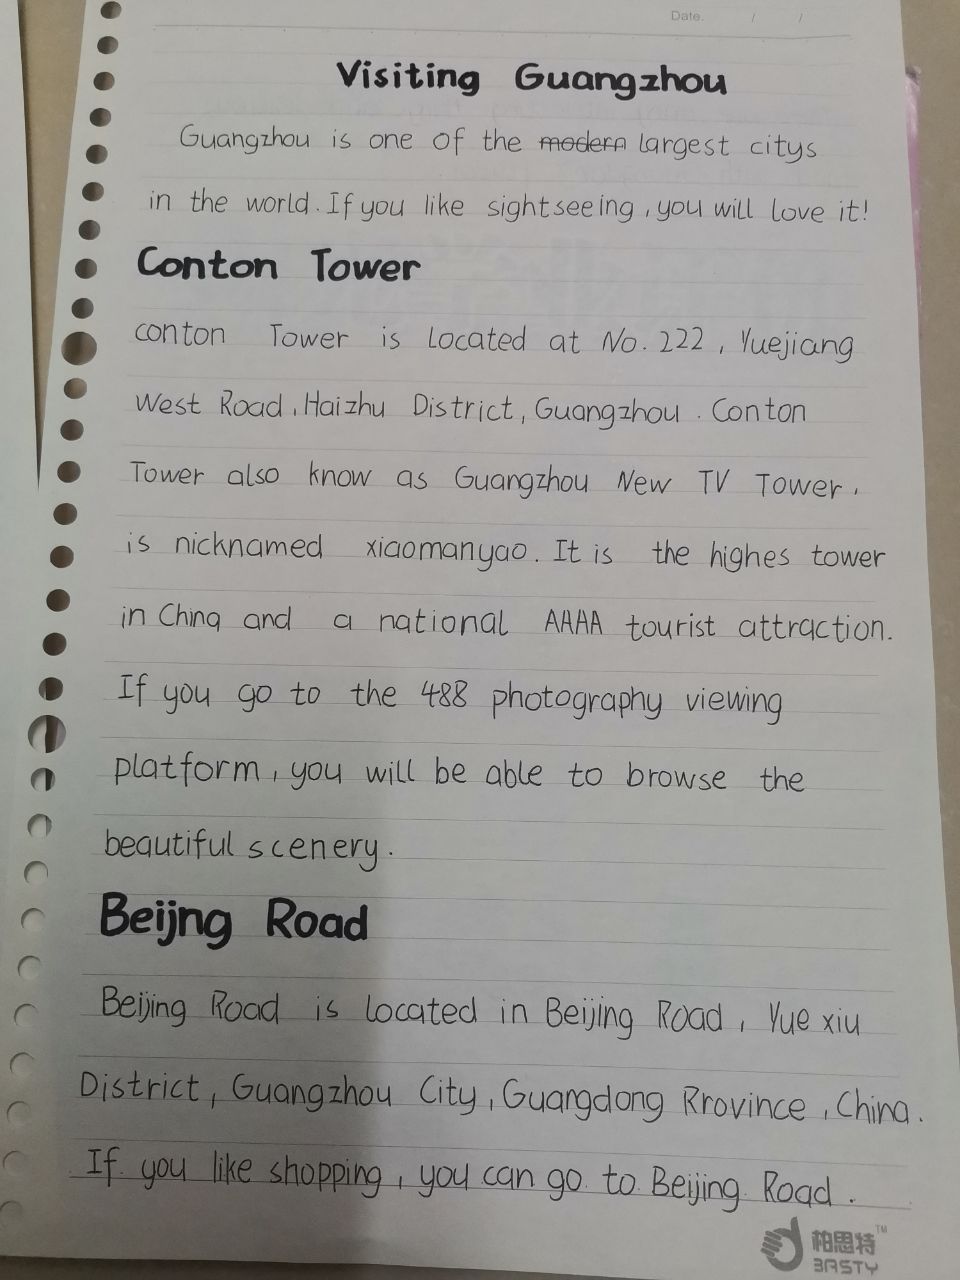 Date. / /
Visiting Guangzhou
Guangzhou is one of the modern largest citys
in the world. If you like sightseeing, you will love it!
Conton Tower
conton Tower is located at No. 222, Yuejiang
West Road, Haizhu District, Guangzhou. Conton
Tower also know as Guangzhou New TV Tower,
is nicknamed xiaomanyao. It is the highes tower
in China and a national AAAA tourist attraction.
If you go to the 488 photography viewing
platform, you will be able to browse the
beautiful scenery.
Beijng Road
Beijing Road is located in Beijing Road, Yue xiu
District, Guangzhou City, Guangdong Rrovince, China.
If you like shopping, you can go to Beijing Road.
柏思特™
BASTY